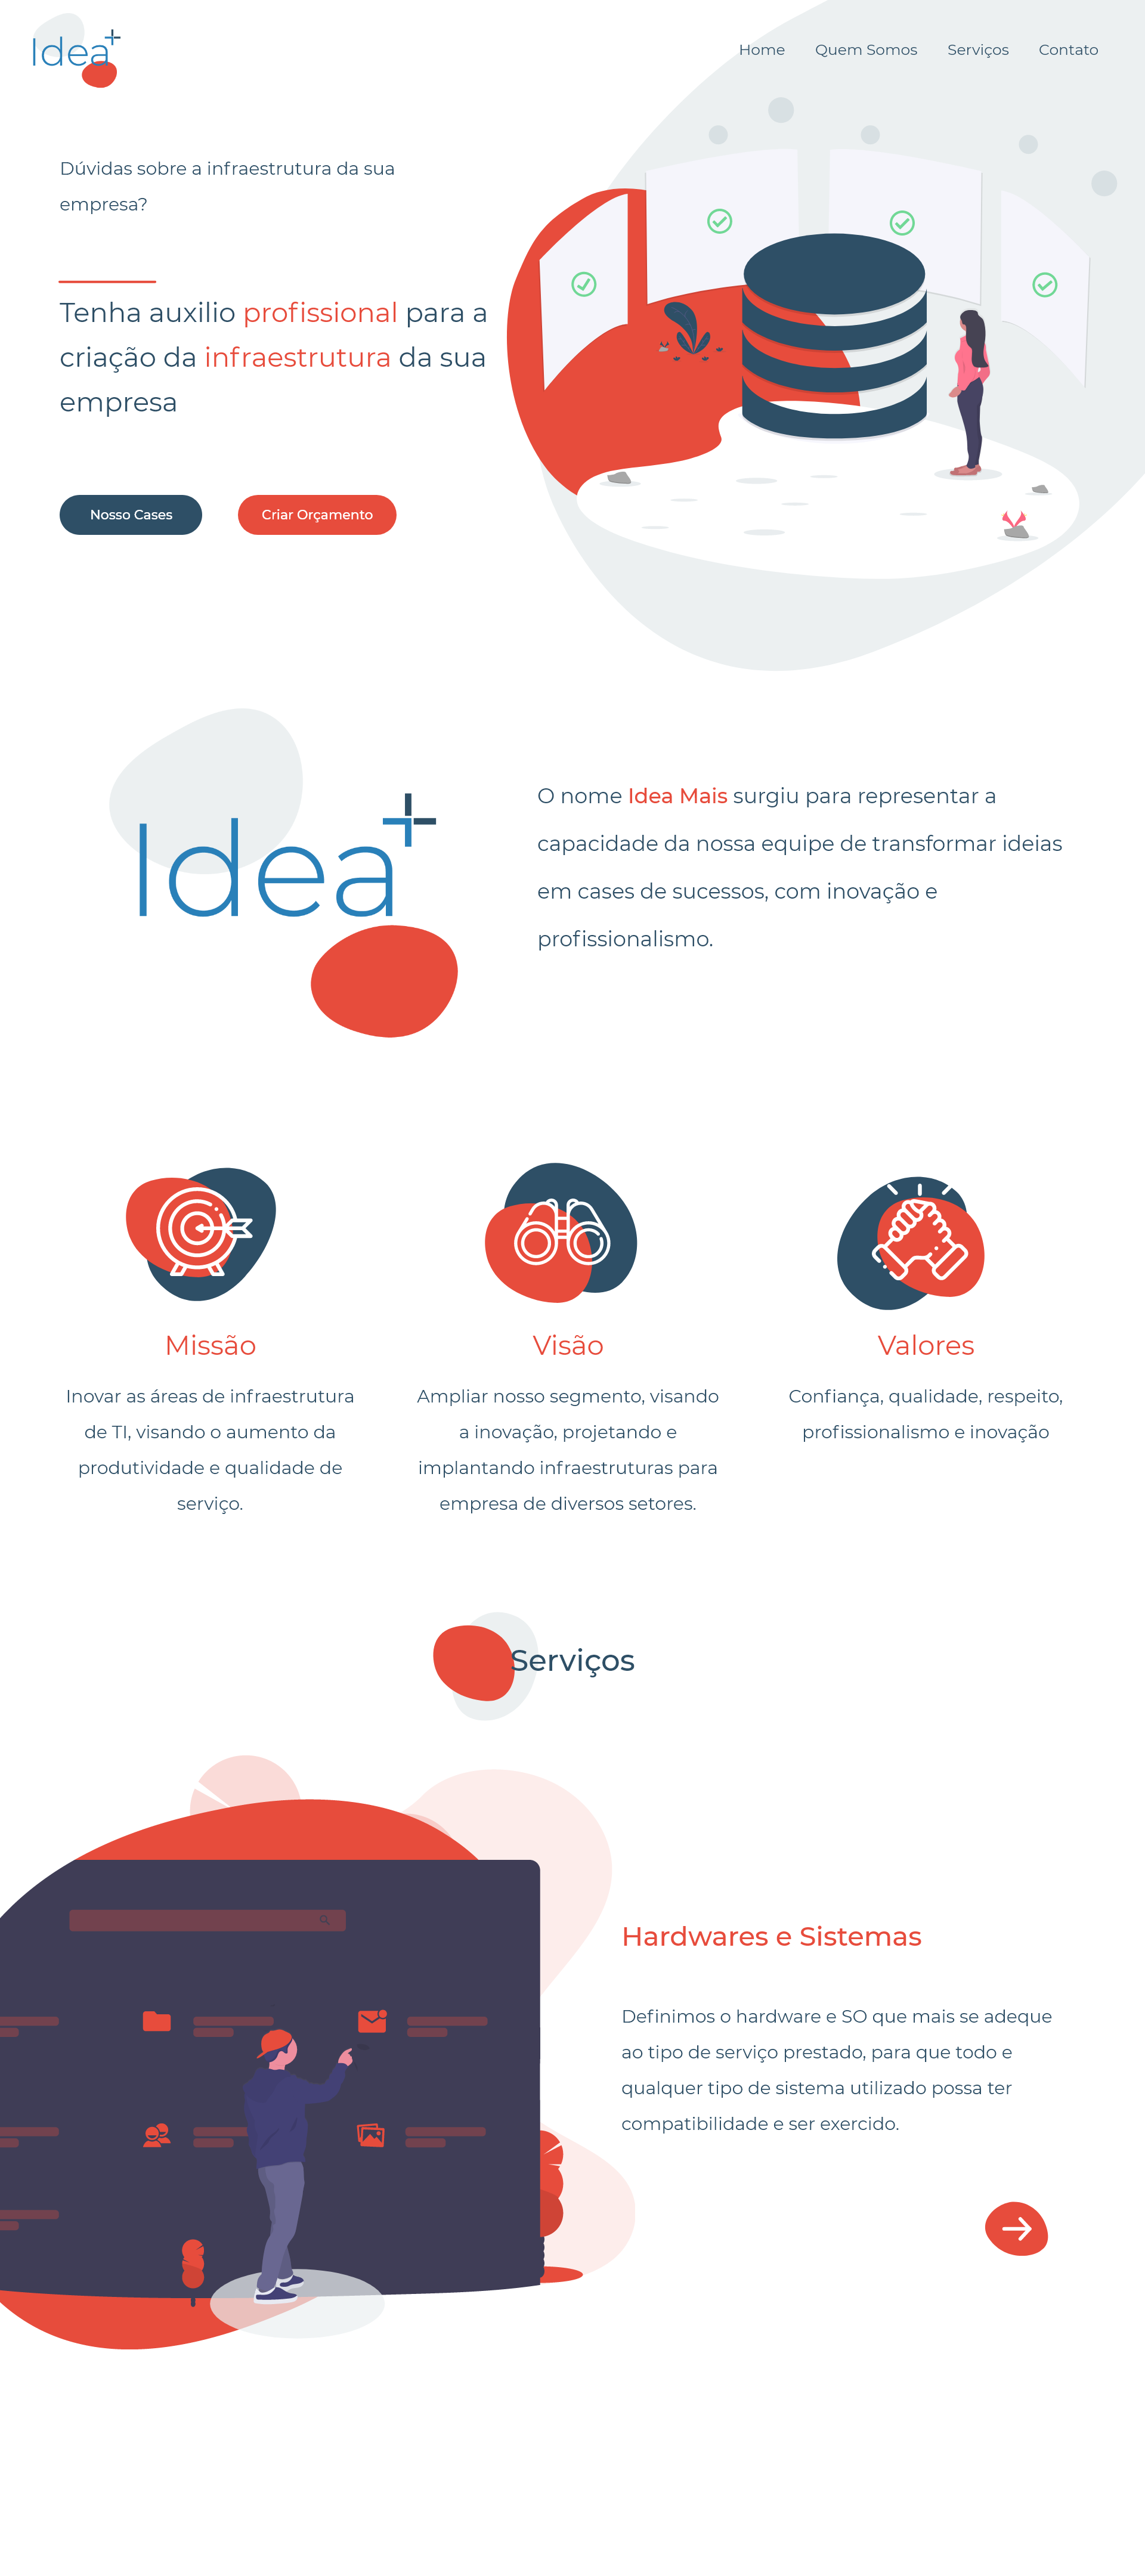 Idea+
Home Quem Somos Serviços Contato
Dúvidas sobre a infraestrutura da sua
empresa?
Tenha auxilio profissional para a
criação da infraestrutura da sua
empresa
Nosso Cases Criar Orçamento
Idea+
O nome Idea Mais surgiu para representar a
capacidade da nossa equipe de transformar ideias
em cases de sucessos, com inovação e
profissionalismo.
Missão
Inovar as áreas de infraestrutura
de TI, visando o aumento da
produtividade e qualidade de
serviço.
Visão
Ampliar nosso segmento, visando
a inovação, projetando e
implantando infraestruturas para
empresa de diversos setores.
Valores
Confiança, qualidade, respeito,
profissionalismo e inovação
Serviços
Hardwares e Sistemas
Definimos o hardware e SO que mais se adeque
ao tipo de serviço prestado, para que todo e
qualquer tipo de sistema utilizado possa ter
compatibilidade e ser exercido.